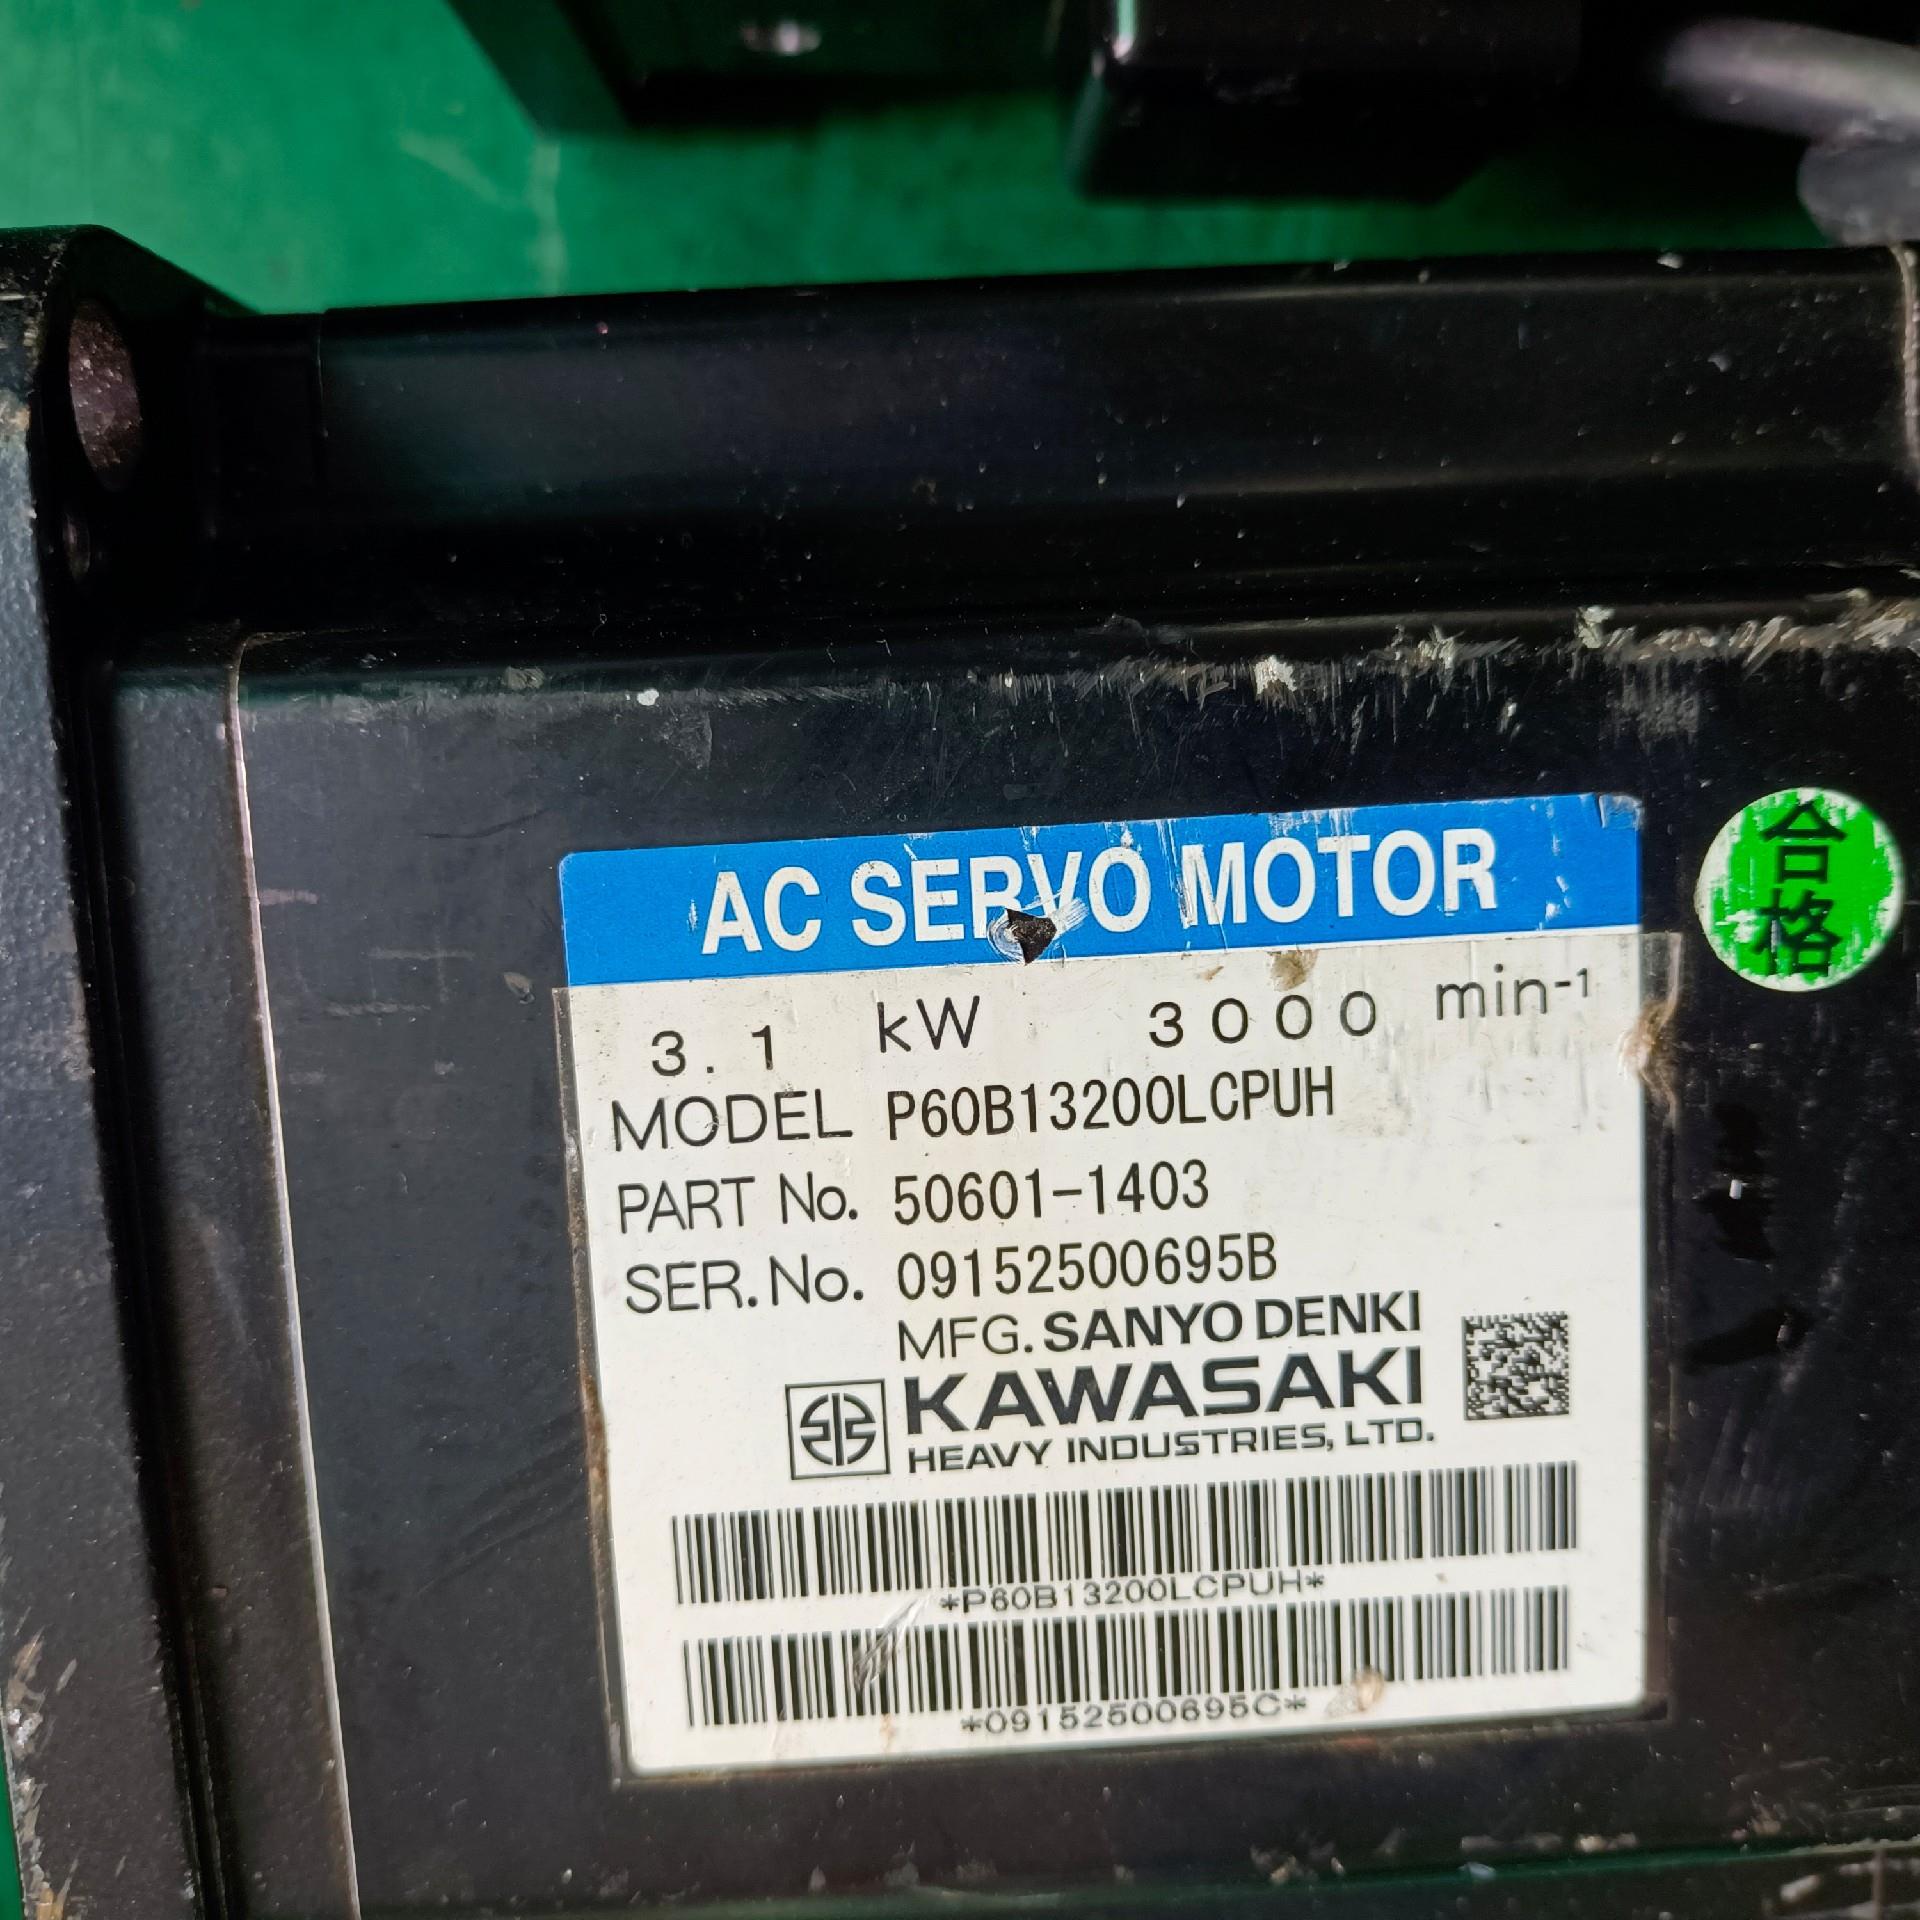 AC SERVO MOTOR
3.1 kW 3000 min-1
MODEL P60B13200LCPUH
PART No. 50601-1403
SER.No. 09152500695B
MFG. SANYO DENKI
KAWASAKI
HEAVY INDUSTRIES, LTD.
*P60B13200LCPUH*
*09152500695C*
合
格